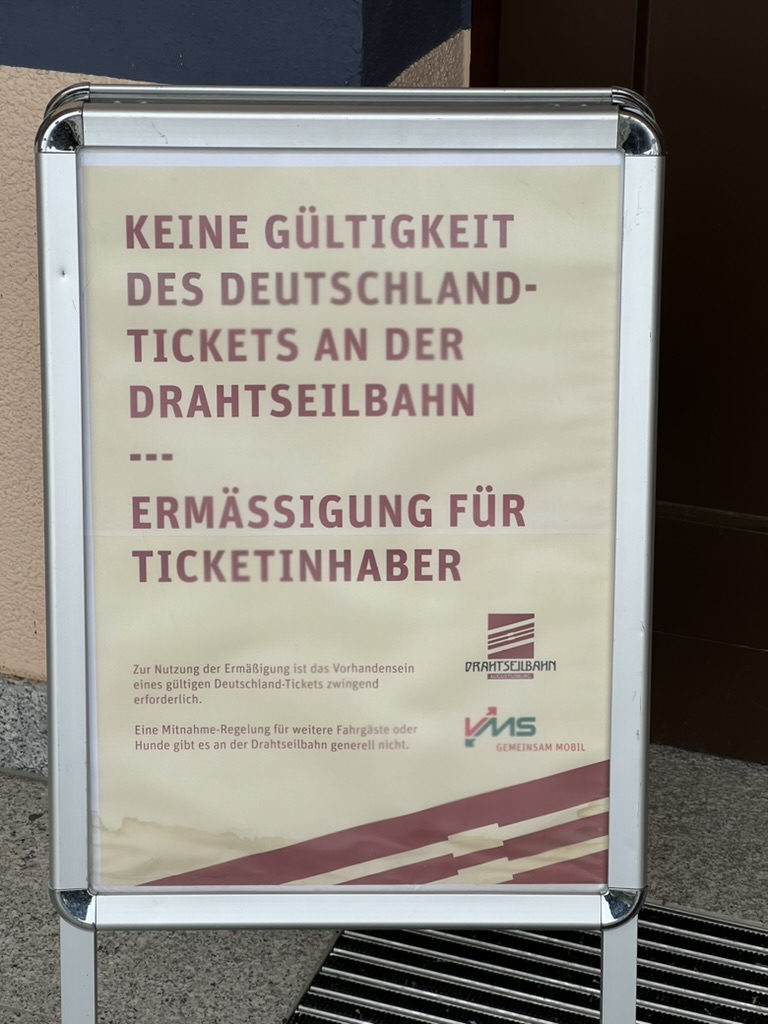 KEINE GÜLTIGKEIT
DES DEUTSCHLAND-
TICKETS AN DER
DRAHTSEILBAHN
---
ERMÄSSIGUNG FÜR
TICKETINHABER
Zur Nutzung der Ermäßigung ist das Vorhandensein
eines gültigen Deutschland-Tickets zwingend
erforderlich.
Eine Mitnahme-Regelung für weitere Fahrgäste oder
Hunde gibt es an der Drahtseilbahn generell nicht.
DRAHTSEILBAHN
AUGUSTUSBURG
VMS
GEMEINSAM MOBIL